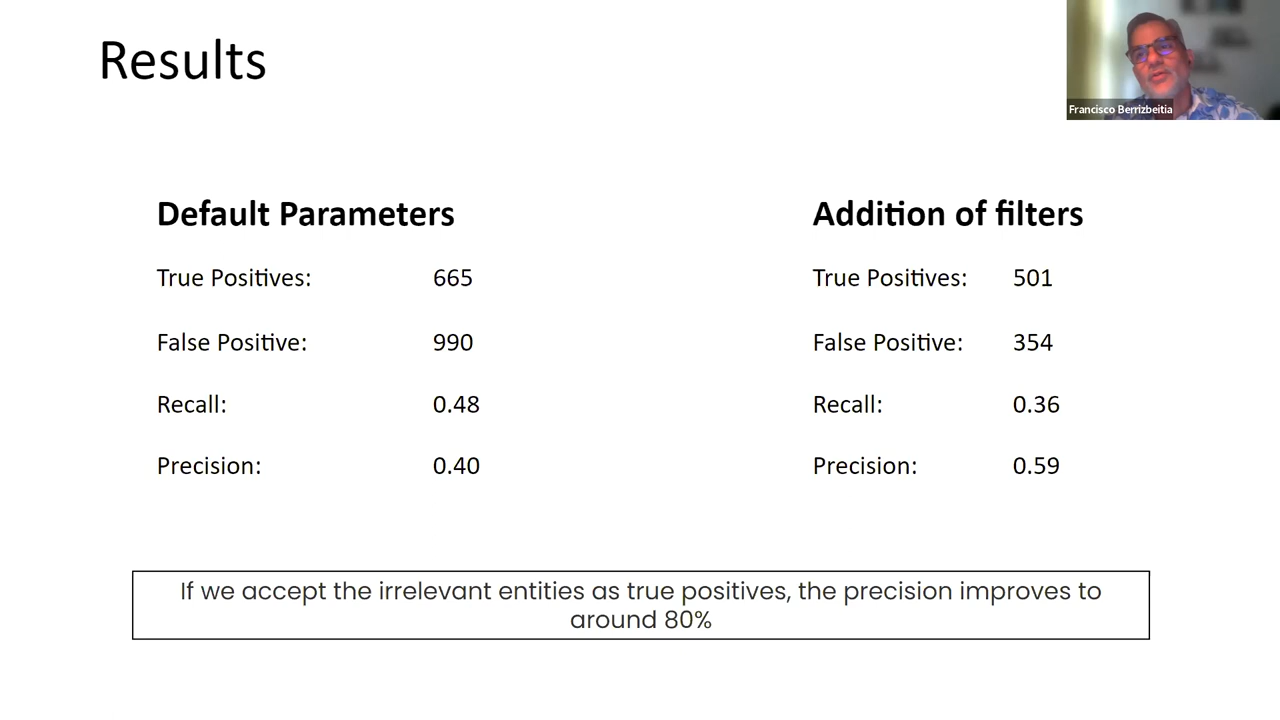 Results
Francisco Berrizbeitia
Default Parameters
True Positives: 665
False Positive: 990
Recall: 0.48
Precision: 0.40
Addition of filters
True Positives: 501
False Positive: 354
Recall: 0.36
Precision: 0.59
If we accept the irrelevant entities as true positives, the precision improves to
around 80%